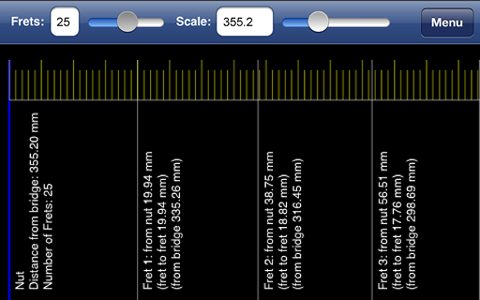 Frets: 25 Scale: 355.2 Menu
Nut
Distance from bridge: 355.20 mm
Number of Frets: 25
Fret 1: from nut 19.94 mm
(fret to fret 19.94 mm)
(from bridge 335.26 mm)
Fret 2: from nut 38.75 mm
(fret to fret 18.82 mm)
(from bridge 316.45 mm)
Fret 3: from nut 56.51 mm
(fret to fret 17.76 mm)
(from bridge 298.69 mm)